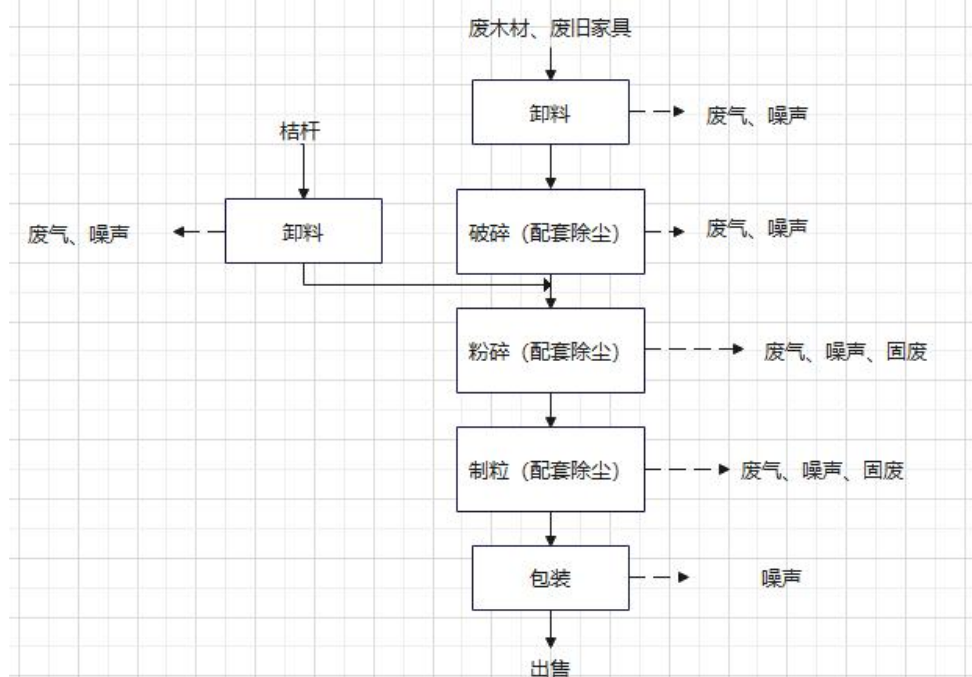 废木材、废旧家具
卸料
废气、噪声
桔杆
卸料
废气、噪声
破碎（配套除尘）
废气、噪声
粉碎（配套除尘）
废气、噪声、固废
制粒（配套除尘）
废气、噪声、固废
包装
噪声
出售